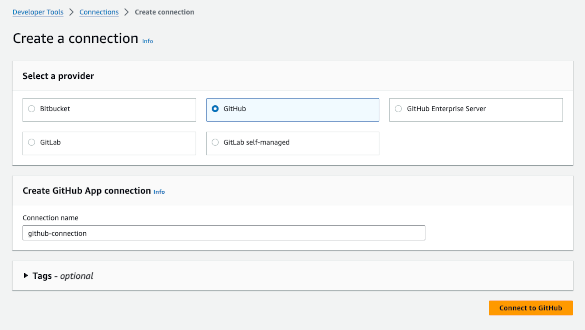 Developer Tools > Connections > Create connection
Create a connection Info
Select a provider
Bitbucket
GitHub
GitHub Enterprise Server
GitLab
GitLab self-managed
Create GitHub App connection Info
Connection name
github-connection
Tags - optional
Connect to GitHub